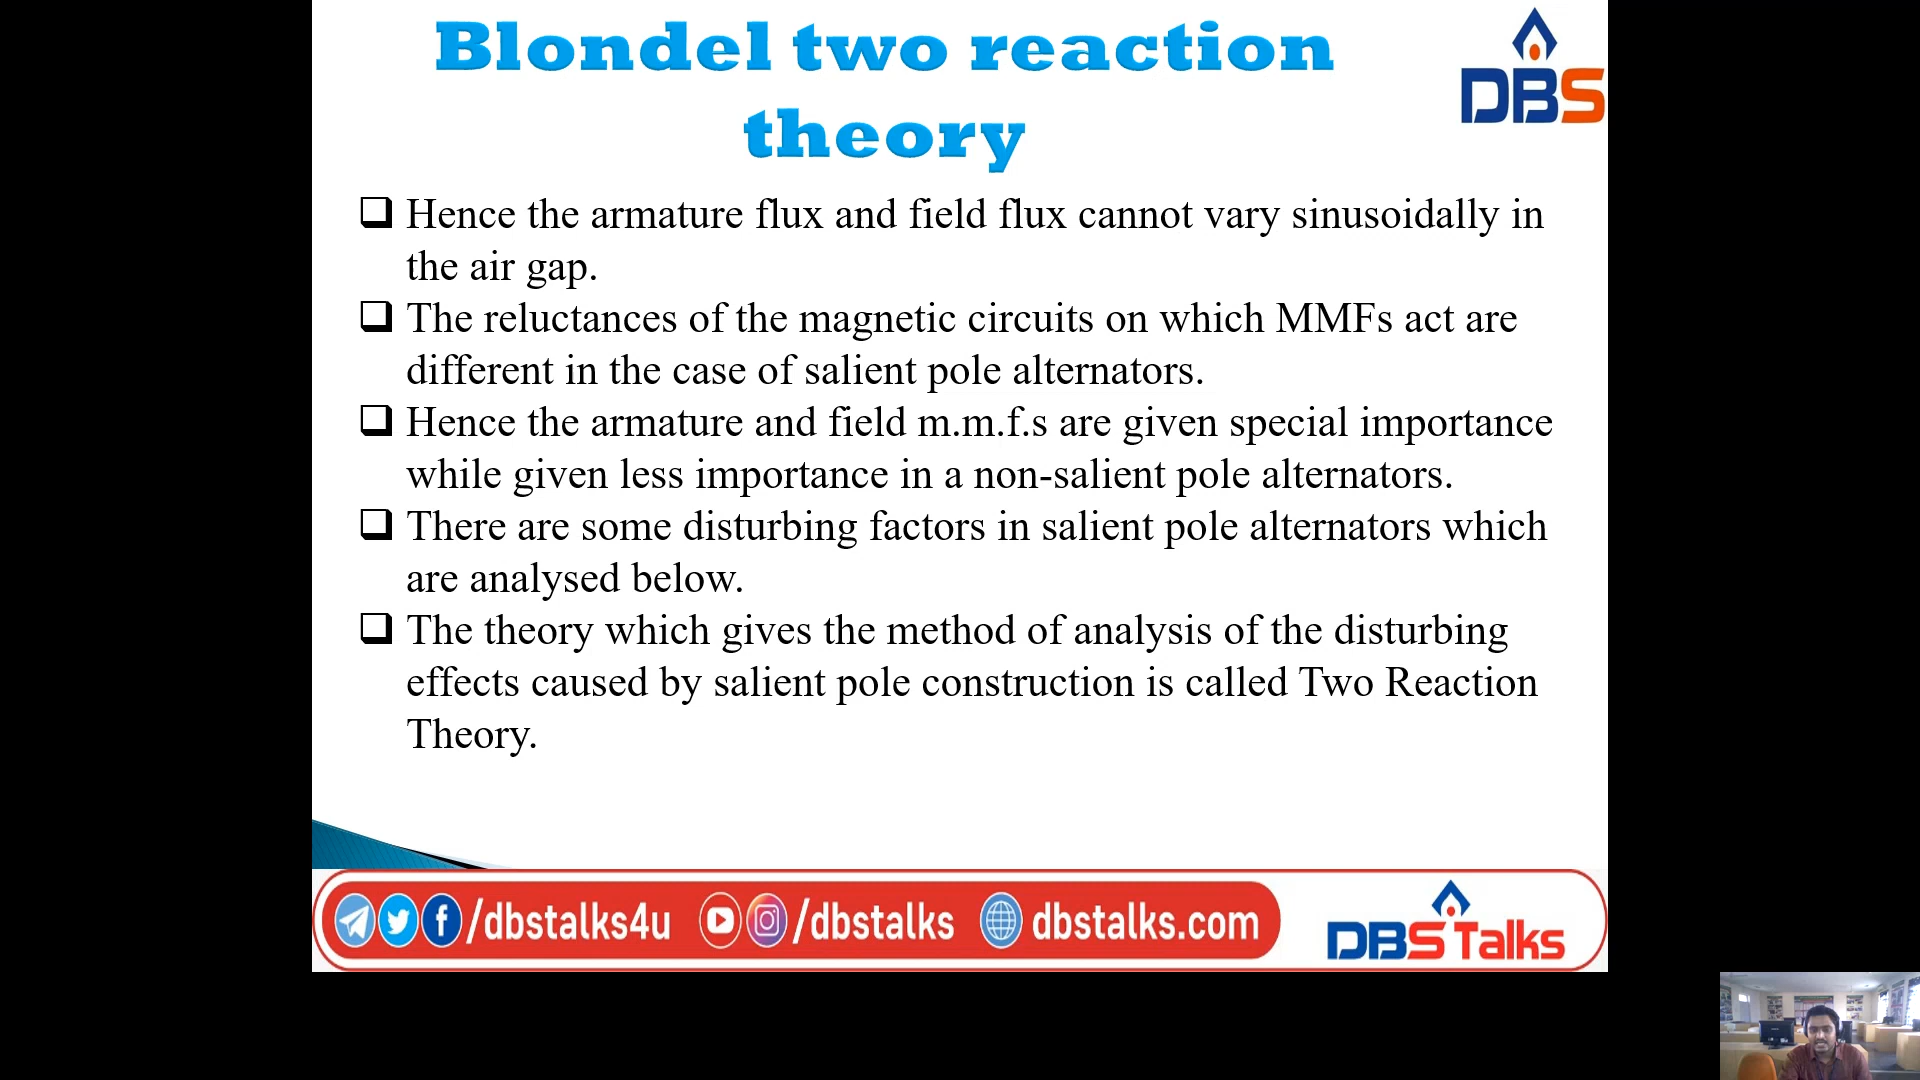 Blondel two reaction
theory
DBS
Hence the armature flux and field flux cannot vary sinusoidally in
the air gap.
The reluctances of the magnetic circuits on which MMFs act are
different in the case of salient pole alternators.
Hence the armature and field m.m.f.s are given special importance
while given less importance in a non-salient pole alternators.
There are some disturbing factors in salient pole alternators which
are analysed below.
The theory which gives the method of analysis of the disturbing
effects caused by salient pole construction is called Two Reaction
Theory.
/dbstalks4u /dbstalks dbstalks.com
DBS Talks